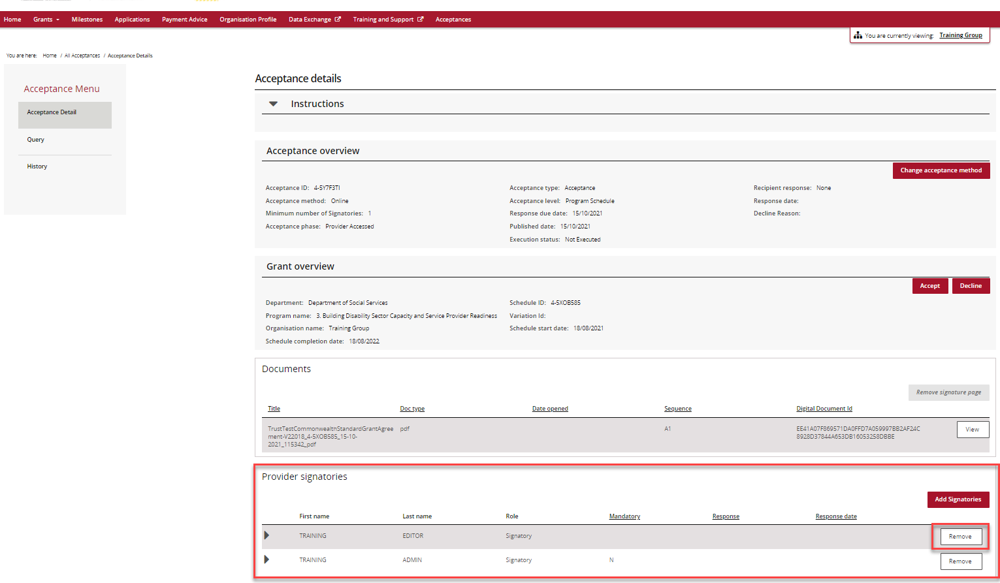 Home Grants Milestones Applications Payment Advice Organisation Profile Data Exchange Training and Support Acceptances
You are currently viewing: Training Group
You are here: Home / All Acceptances / Acceptance Details
Acceptance Menu
Acceptance Detail
Query
History
Acceptance details
Instructions
Acceptance overview
Change acceptance method
Acceptance ID: 4-5Y7F3TI Acceptance type: Acceptance Recipient response: None
Acceptance method: Online Acceptance level: Program Schedule Response date:
Minimum number of Signatories: 1 Response due date: 15/10/2021 Decline Reason:
Acceptance phase: Provider Accessed Published date: 15/10/2021
Execution status: Not Executed
Grant overview
Accept Decline
Department: Department of Social Services Schedule ID: 4-5XOB585
Program name: 3. Building Disability Sector Capacity and Service Provider Readiness Variation Id:
Organisation name: Training Group Schedule start date: 18/08/2021
Schedule completion date: 18/08/2022
Documents
Remove signature page
Title Doc type Date opened Sequence Digital Document Id
TrustTestCommonwealthStandardGrantAgree pdf A1 EE41A07F869571DA0FFD7A059997BB2AF24C View
ment-V22018_4-5XOB585_15-10- 8928D37844A653DB16053258DBBE
2021_115342_pdf
Provider signatories
Add Signatories
First name Last name Role Mandatory Response Response date
TRAINING EDITOR Signatory Remove
TRAINING ADMIN Signatory N Remove